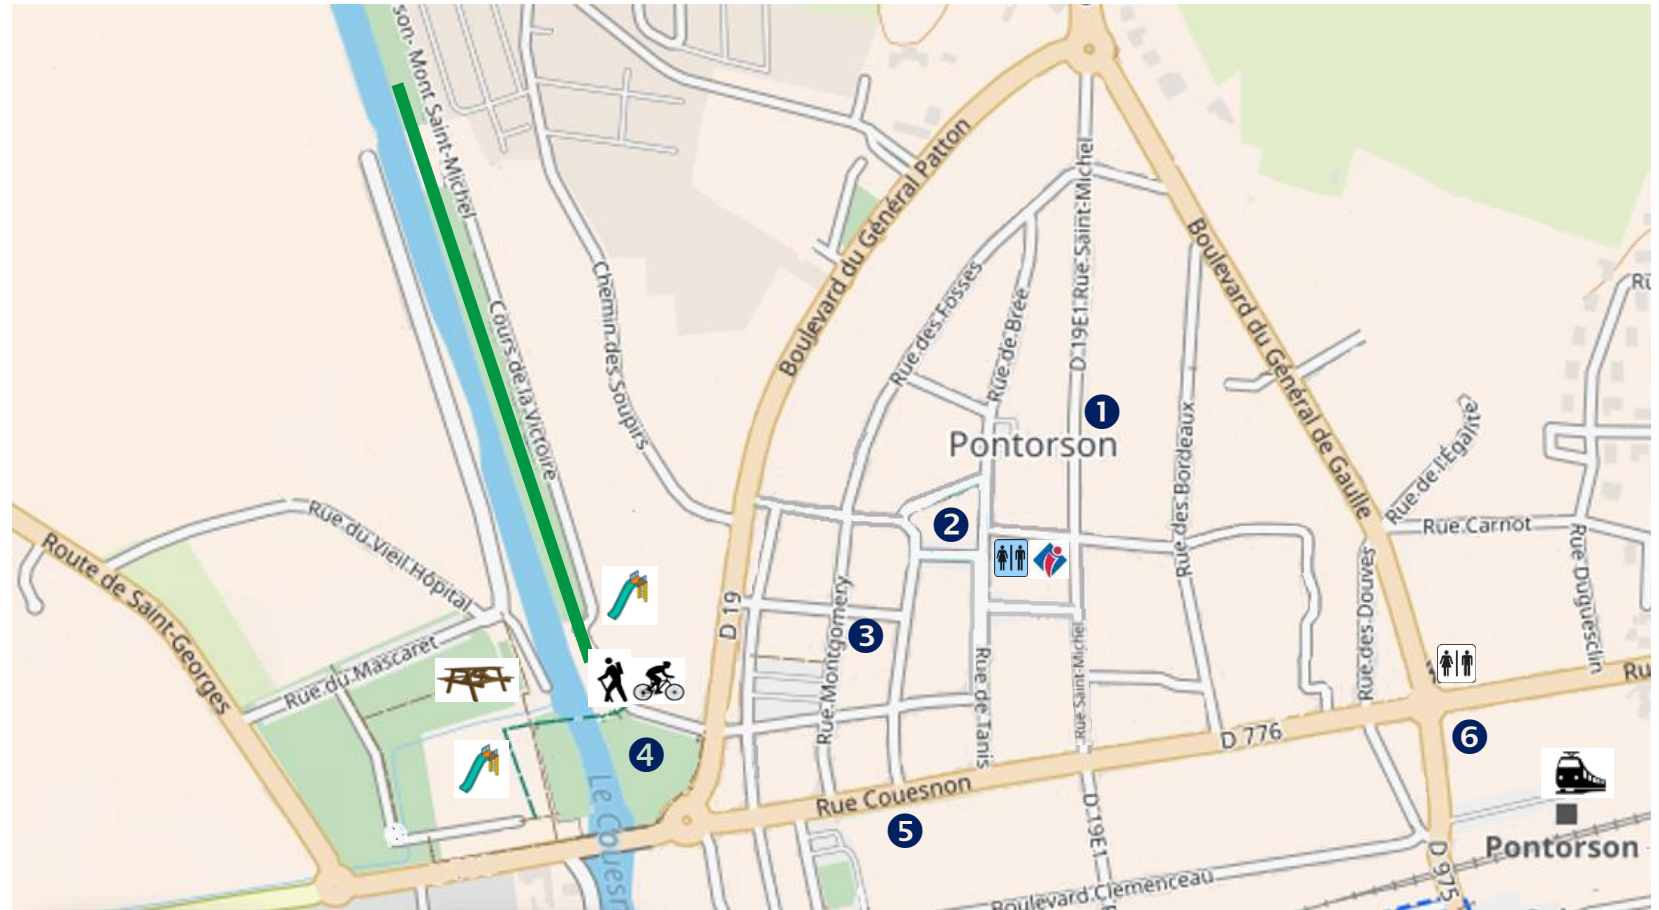 son- Mont Saint-Michel
Boulevard du Général Patton
D 19E1 Rue Saint-Michel
Chemin des Soupirs
Cours de la Victoire
Rue des Fosses
Rue de Brée
Boulevard du Général de Gaulle
Ru
1
Pontorson
Rue des Bordeaux
Rue de l'Égalité
Rue du Vieil Hôpital
2
Rue Carnot
Route de Saint-Georges
Rue Duguesclin
Rue des Douves
D 19
Rue Montgomery
3
Rue du Mascaret
Rue de Tanis
Rue Saint-Michel
Ru
4
D 776
6
Le Couesn
Rue Couesnon
5
D 19E1
Pontorson
D 975
Boulevard Clemenceau